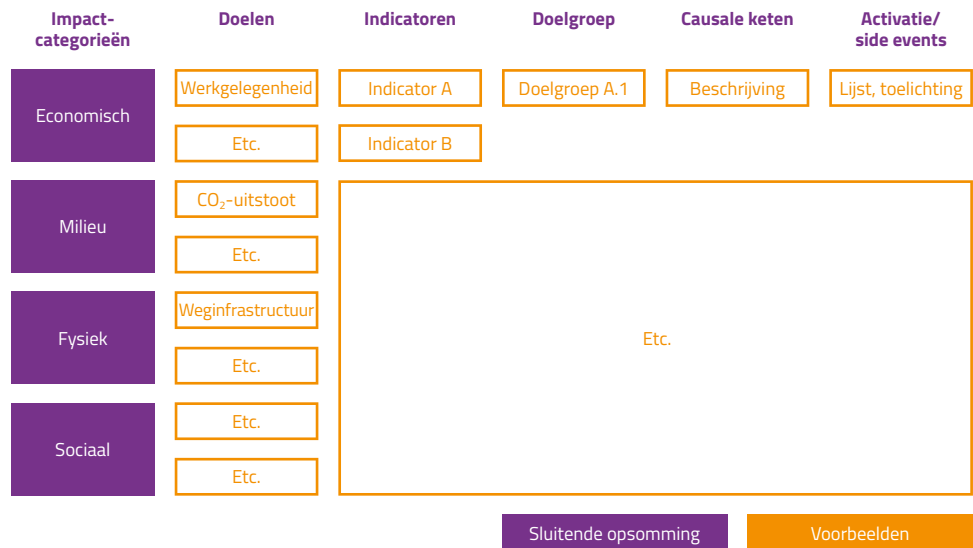 Impact-
categorieën
Doelen
Indicatoren
Doelgroep
Causale keten
Activatie/
side events
Economisch
Werkgelegenheid
Indicator A
Doelgroep A.1
Beschrijving
Lijst, toelichting
Etc.
Indicator B
Milieu
CO₂-uitstoot
Etc.
Fysiek
Weginfrastructuur
Etc.
Etc.
Sociaal
Etc.
Etc.
Sluitende opsomming
Voorbeelden